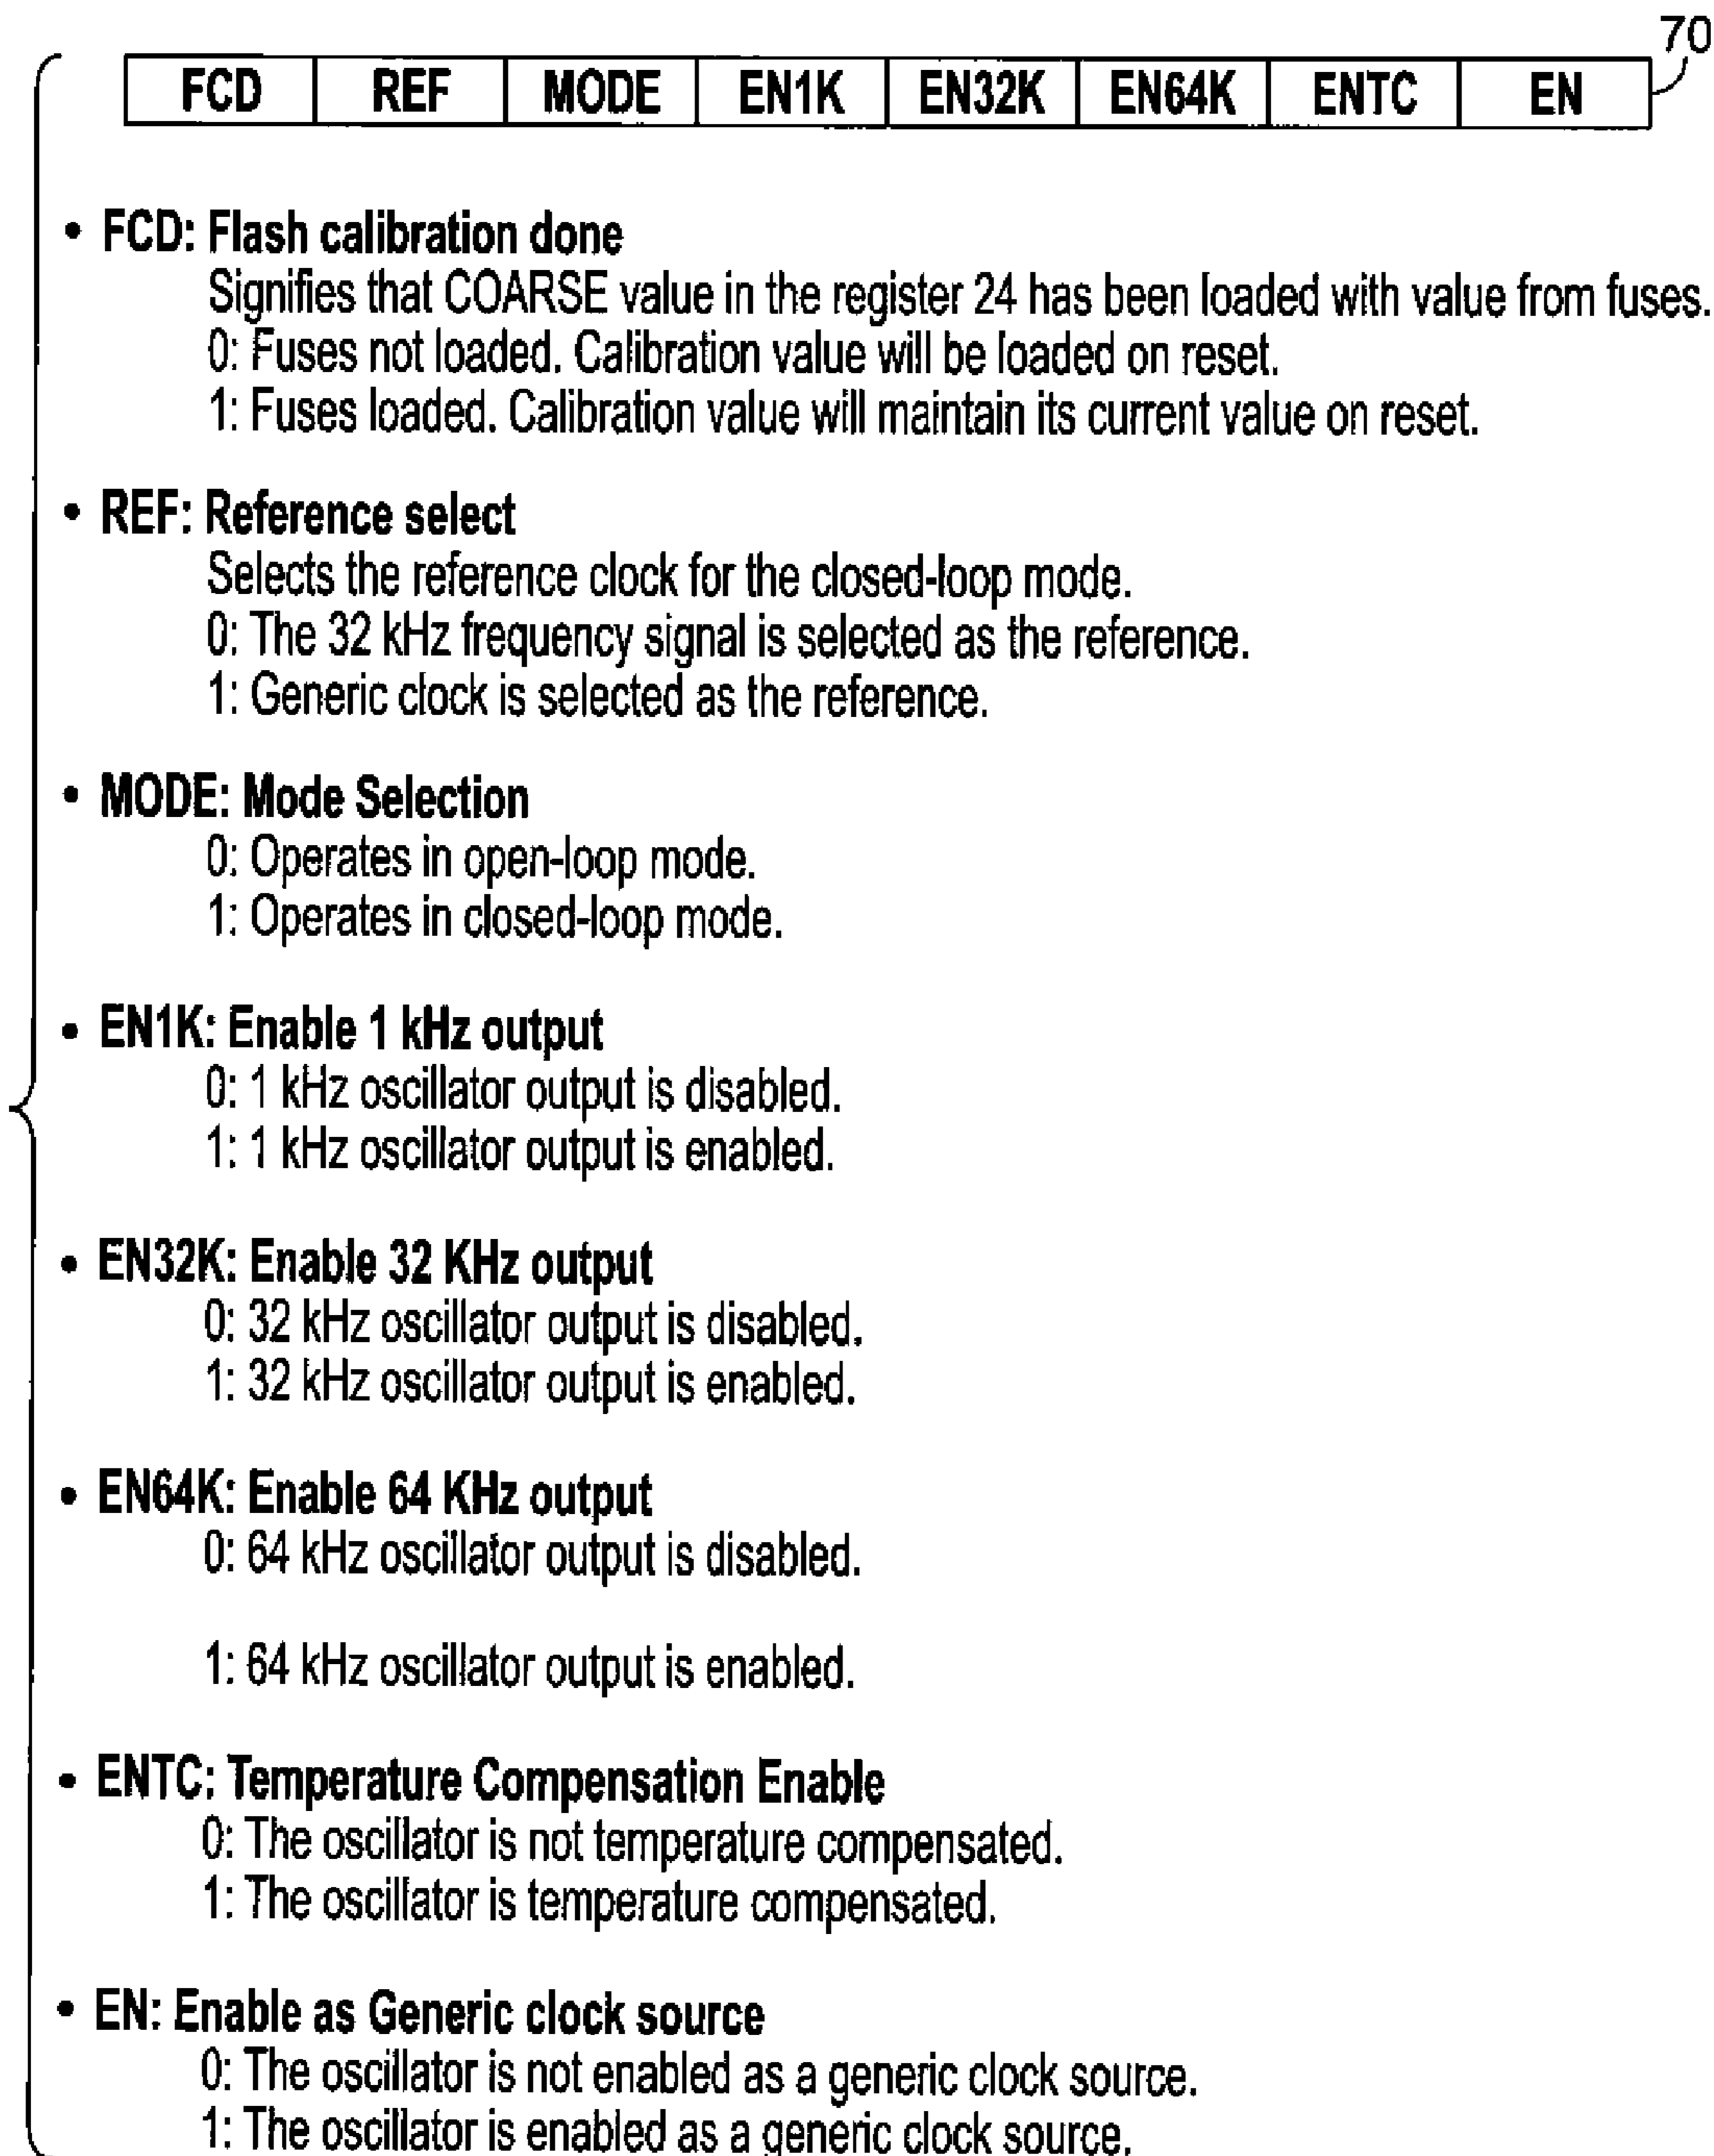 70
FCD REF MODE EN1K EN32K EN64K ENTC EN
• FCD: Flash calibration done
Signifies that COARSE value in the register 24 has been loaded with value from fuses.
0: Fuses not loaded. Calibration value will be loaded on reset.
1: Fuses loaded. Calibration value will maintain its current value on reset.
• REF: Reference select
Selects the reference clock for the closed-loop mode.
0: The 32 kHz frequency signal is selected as the reference.
1: Generic clock is selected as the reference.
• MODE: Mode Selection
0: Operates in open-loop mode.
1: Operates in closed-loop mode.
• EN1K: Enable 1 kHz output
0: 1 kHz oscillator output is disabled.
1: 1 kHz oscillator output is enabled.
• EN32K: Enable 32 KHz output
0: 32 kHz oscillator output is disabled.
1: 32 kHz oscillator output is enabled.
• EN64K: Enable 64 KHz output
0: 64 kHz oscillator output is disabled.
1: 64 kHz oscillator output is enabled.
• ENTC: Temperature Compensation Enable
0: The oscillator is not temperature compensated.
1: The oscillator is temperature compensated.
• EN: Enable as Generic clock source
0: The oscillator is not enabled as a generic clock source.
1: The oscillator is enabled as a generic clock source.